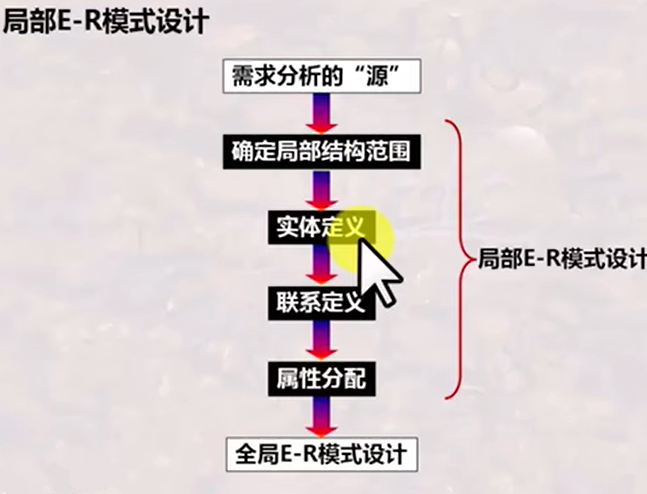 局部E-R模式设计
需求分析的“源”
确定局部结构范围
实体定义
联系定义
属性分配
局部E-R模式设计
全局E-R模式设计